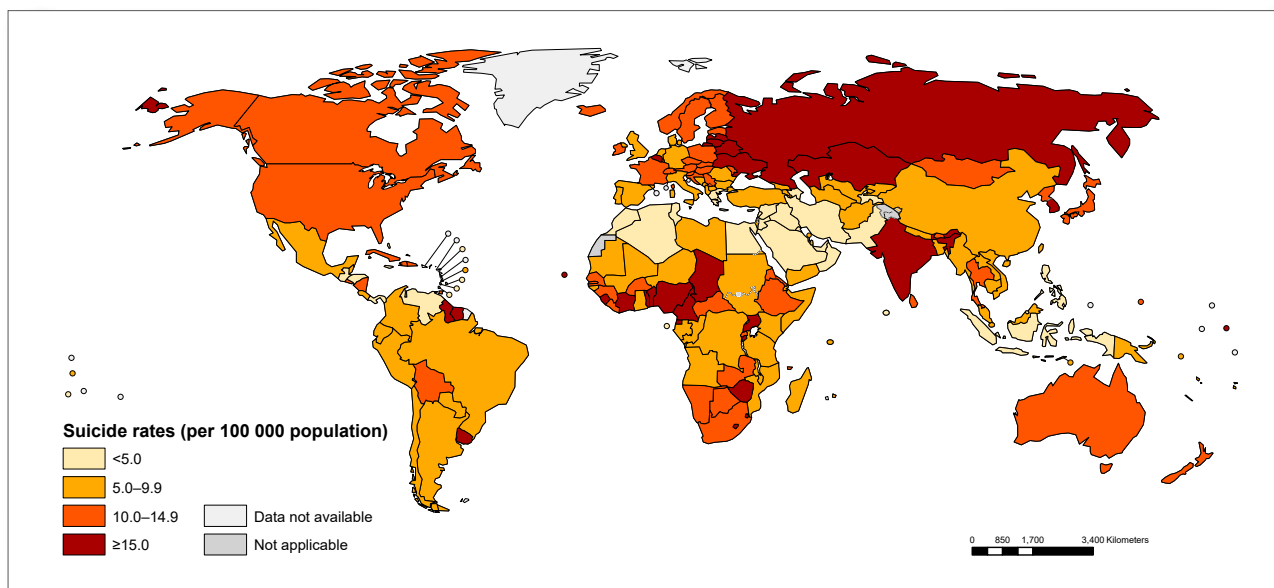 Suicide rates (per 100 000 population)
<5.0
5.0–9.9
10.0–14.9 Data not available
≥15.0 Not applicable
0 850 1,700 3,400 Kilometers